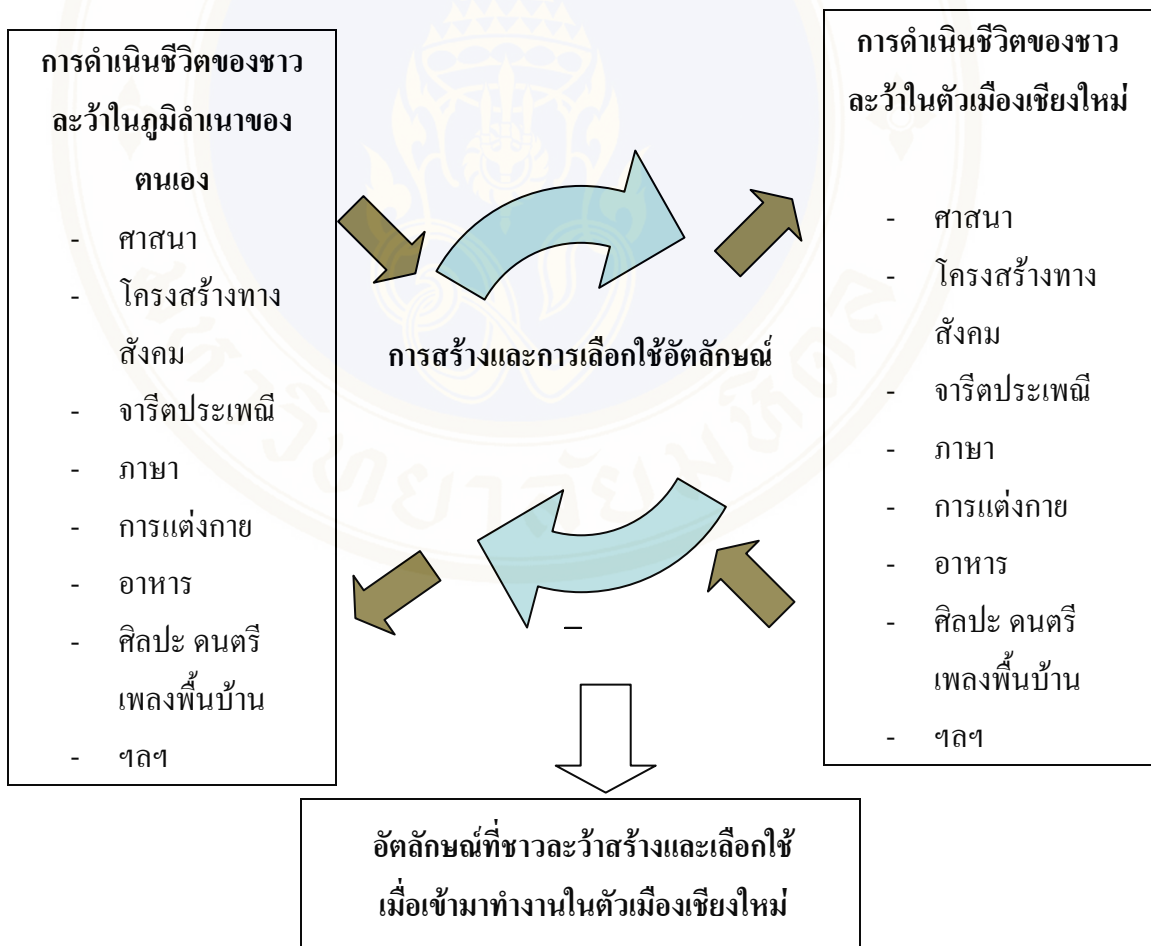 การดำเนินชีวิตของชาว
ละว้าในภูมิลำเนาของ
ตนเอง
- ศาสนา
- โครงสร้างทาง
สังคม
- จารีตประเพณี
- ภาษา
- การแต่งกาย
- อาหาร
- ศิลปะ ดนตรี
เพลงพื้นบ้าน
- ฯลฯ
การสร้างและการเลือกใช้อัตลักษณ์
การดำเนินชีวิตของชาว
ละว้าในตัวเมืองเชียงใหม่
- ศาสนา
- โครงสร้างทาง
สังคม
- จารีตประเพณี
- ภาษา
- การแต่งกาย
- อาหาร
- ศิลปะ ดนตรี
เพลงพื้นบ้าน
- ฯลฯ
อัตลักษณ์ที่ชาวละว้าสร้างและเลือกใช้
เมื่อเข้ามาทำงานในตัวเมืองเชียงใหม่
หาวิทยาลัยมหิดล